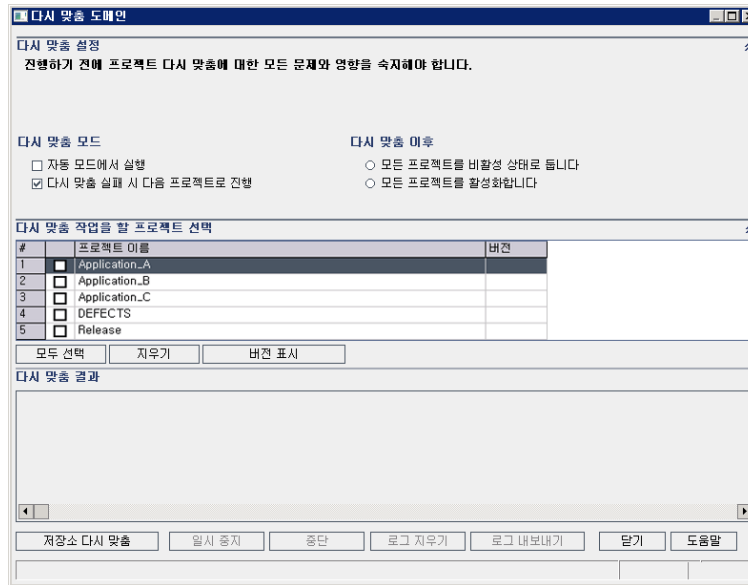 다시 맞춤 도메인
다시 맞춤 설정
진행하기 전에 프로젝트 다시 맞춤에 대한 모든 문제와 영향을 숙지해야 합니다.
다시 맞춤 모드
자동 모드에서 실행
다시 맞춤 실패 시 다음 프로젝트로 진행
다시 맞춤 이후
모든 프로젝트를 비활성 상태로 둡니다
모든 프로젝트를 활성화합니다
다시 맞춤 작업을 할 프로젝트 선택
# 프로젝트 이름 버전
1 Application_A
2 Application_B
3 Application_C
4 DEFECTS
5 Release
모두 선택 지우기 버전 표시
다시 맞춤 결과
저장소 다시 맞춤 일시 중지 중단 로그 지우기 로그 내보내기 닫기 도움말